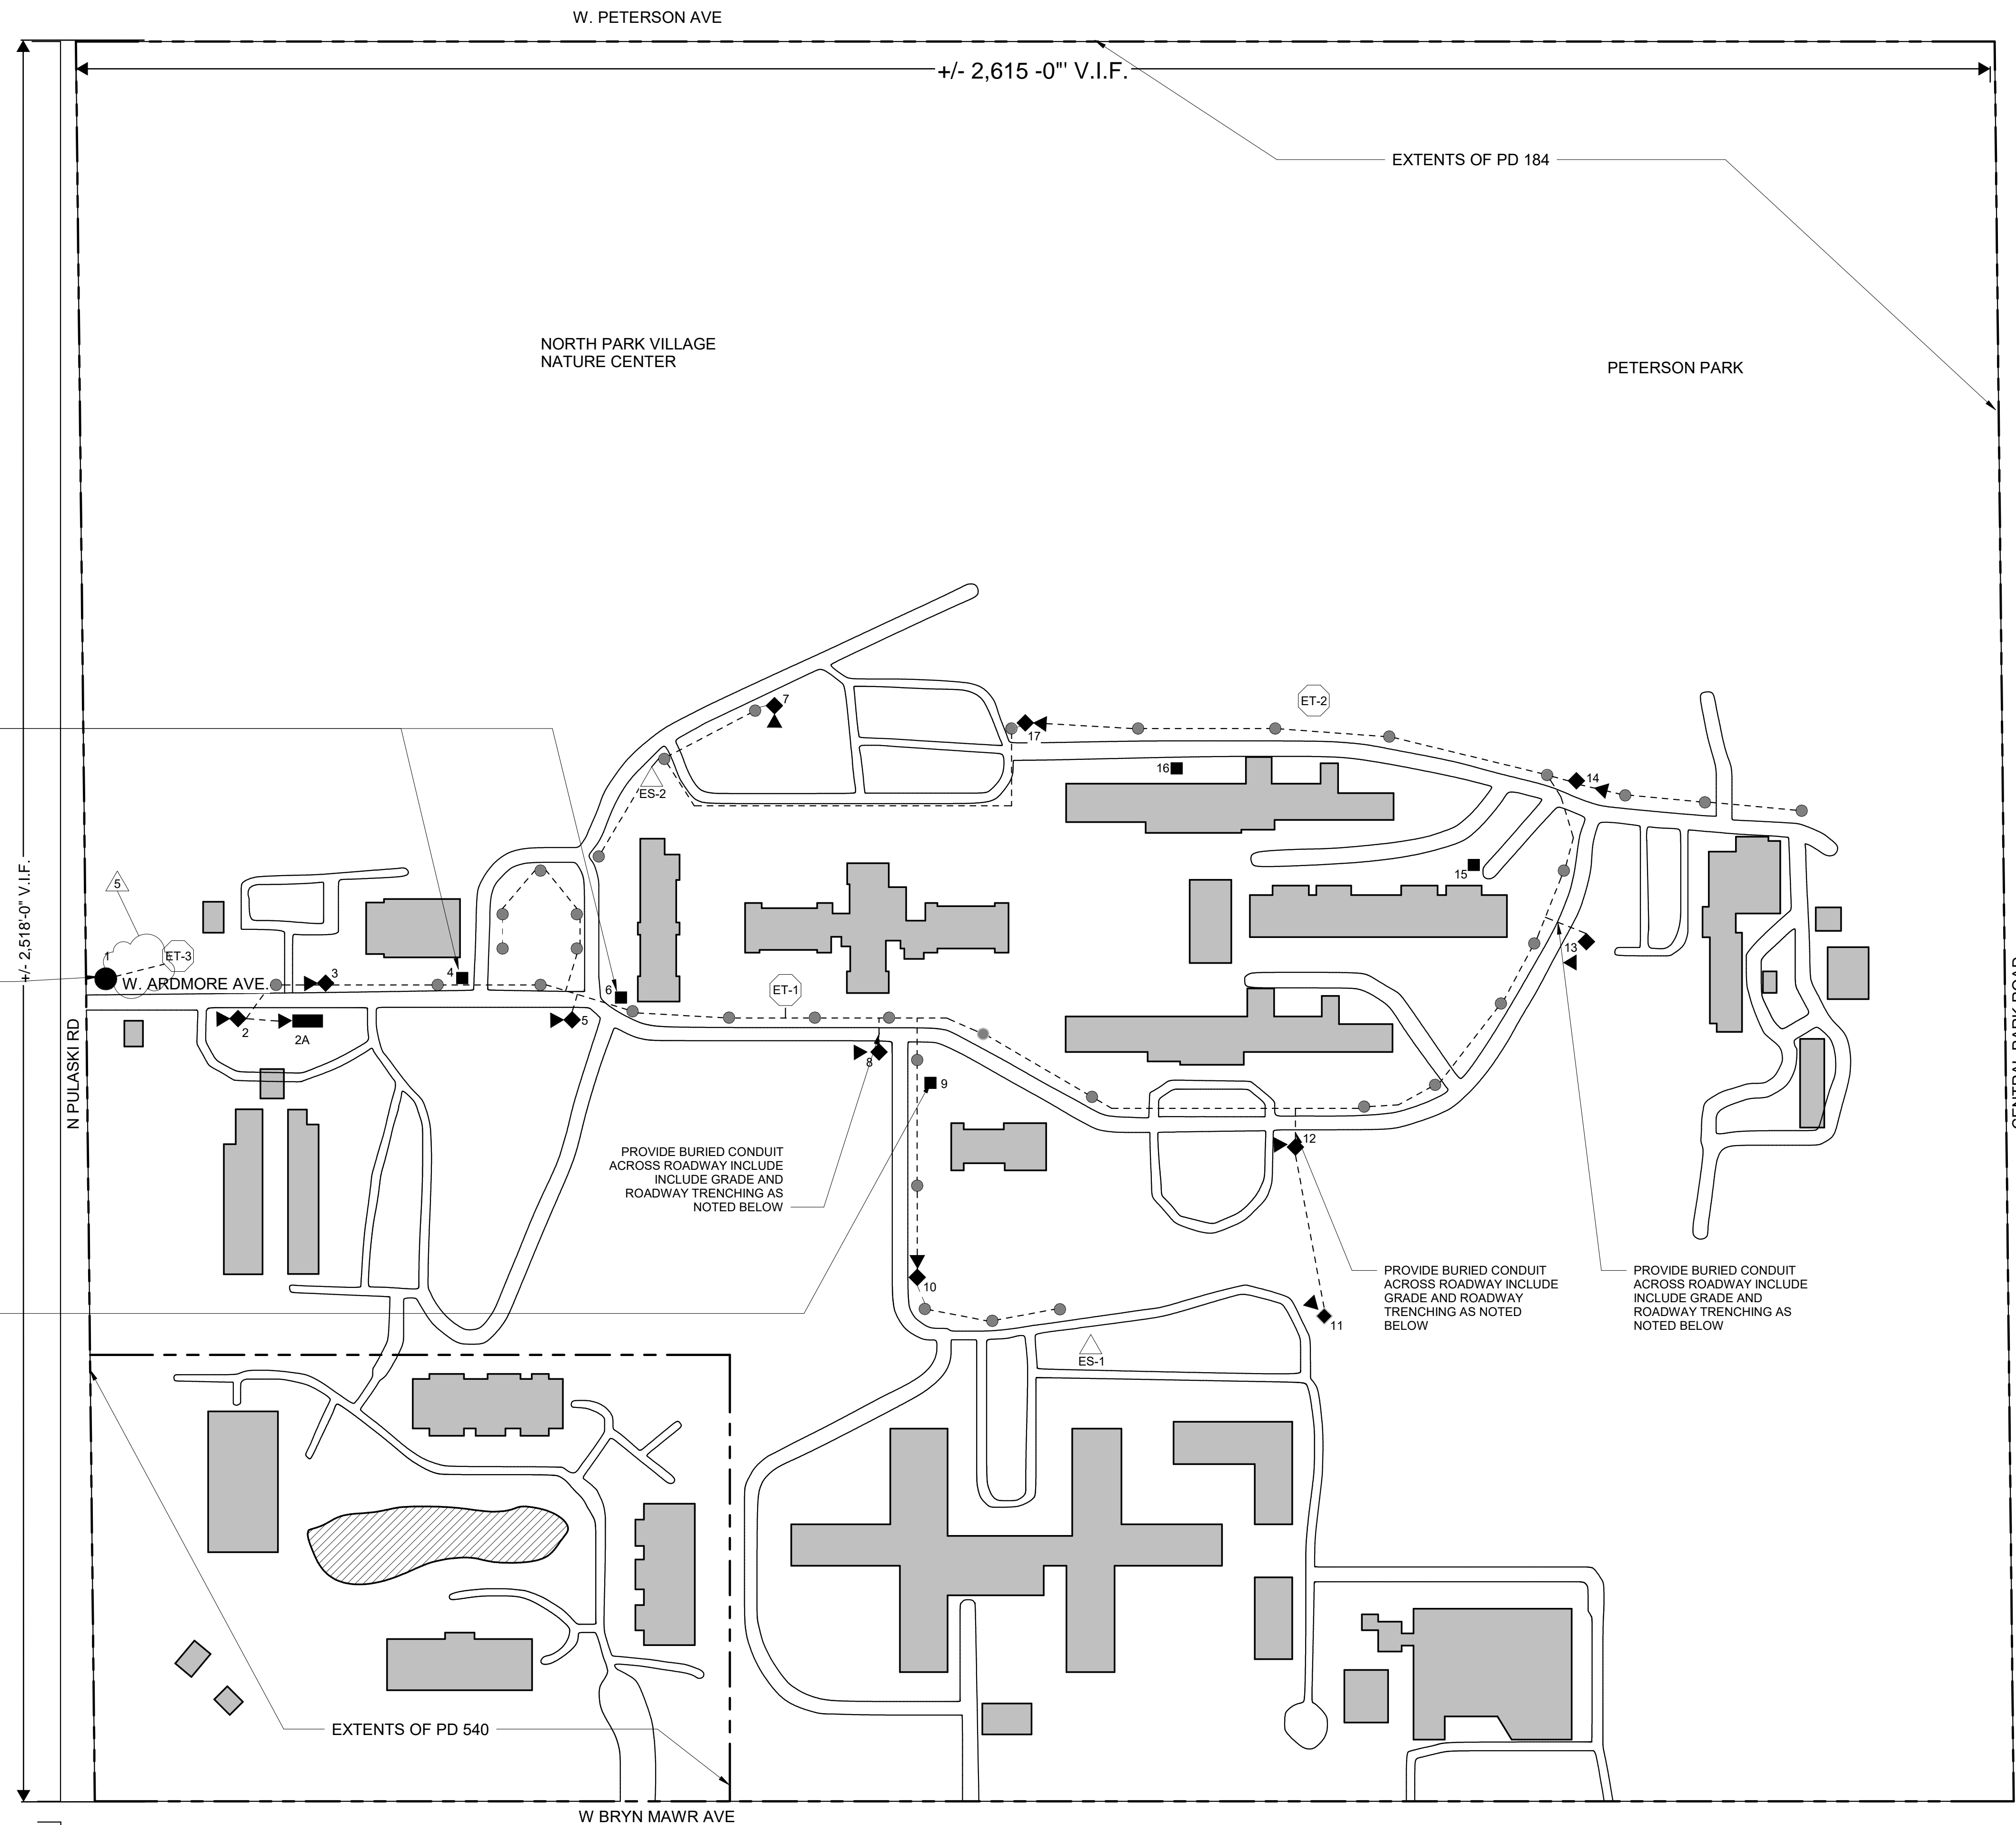 W. PETERSON AVE
+/- 2,615 -0"' V.I.F.
EXTENTS OF PD 184
NORTH PARK VILLAGE
NATURE CENTER
PETERSON PARK
+/- 2,518'-0" V.I.F.
N PULASKI RD
CENTRAL PARK ROAD
7
17
ET-2
ES-2
16
14
15
13
5
1
ET-3
W. ARDMORE AVE.
3
4
6
2
2A
5
ET-1
8
9
12
PROVIDE BURIED CONDUIT
ACROSS ROADWAY INCLUDE
INCLUDE GRADE AND
ROADWAY TRENCHING AS
NOTED BELOW
10
11
ES-1
PROVIDE BURIED CONDUIT
ACROSS ROADWAY INCLUDE
GRADE AND ROADWAY
TRENCHING AS NOTED
BELOW
PROVIDE BURIED CONDUIT
ACROSS ROADWAY INCLUDE
INCLUDE GRADE AND
ROADWAY TRENCHING AS
NOTED BELOW
EXTENTS OF PD 540
W BRYN MAWR AVE